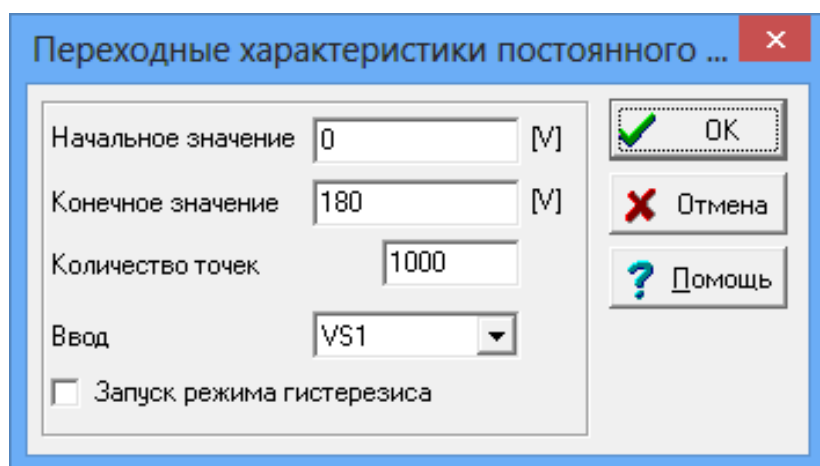 Переходные характеристики постоянного ...
Начальное значение 0 [V]
Конечное значение 180 [V]
Количество точек 1000
Ввод VS1
Запуск режима гистерезиса
OK
Отмена
Помощь